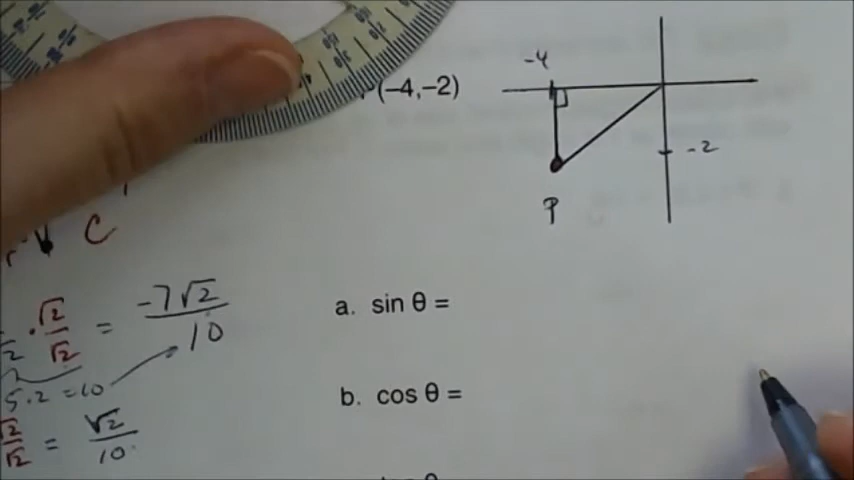 -4
(-4,-2)
-2
P
C
√2/√2 = -7√2/10
a. sin θ =
5·2=10
b. cos θ =
√2/√2 = √2/10